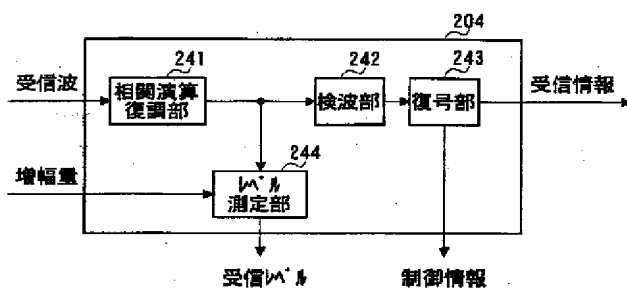 204
241
242
243
受信波
相関演算
復調部
検波部
復号部
受信情報
244
増幅量
ﾚﾍﾞﾙ
測定部
受信ﾚﾍﾞﾙ
制御情報